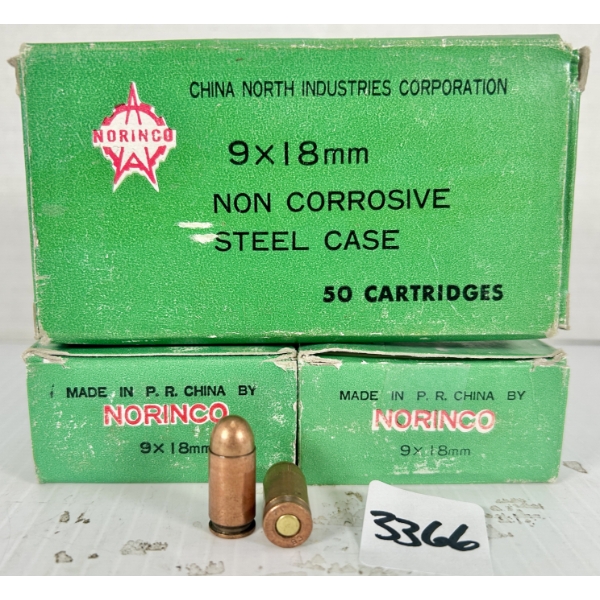 CHINA NORTH INDUSTRIES CORPORATION
NORINCO
9×18mm
NON CORROSIVE
STEEL CASE
50 CARTRIDGES
MADE IN P. R. CHINA BY
NORINCO
9×18mm
MADE IN P. R. CHINA BY
NORINCO
9×18mm
3366